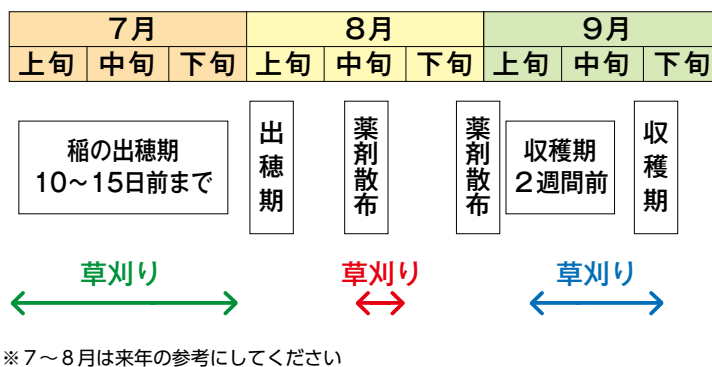 7月 8月 9月
上旬 中旬 下旬 上旬 中旬 下旬 上旬 中旬 下旬
稲の出穂期
10～15日前まで
出穂期
薬剤散布
薬剤散布
収穫期
2週間前
収穫期
草刈り 草刈り 草刈り
※7～8月は来年の参考にしてください